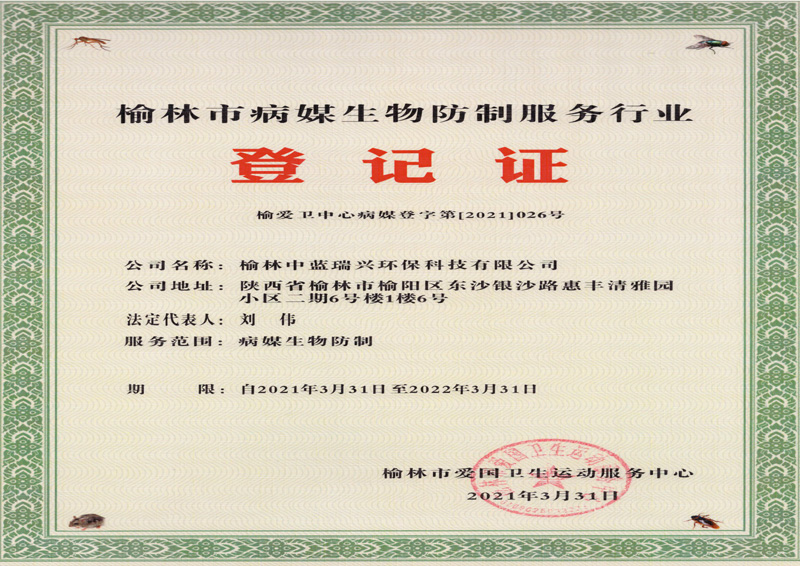 榆林市病媒生物防制服务行业
登记证
榆爱卫中心病媒登字第[2021]026号
公司名称：榆林中蓝瑞兴环保科技有限公司
公司地址：陕西省榆林市榆阳区东沙银沙路惠丰清雅园
小区二期6号楼1楼6号
法定代表人：刘 伟
服务范围：病媒生物防制
期 限：自2021年3月31日至2022年3月31日
榆林市爱国卫生运动服务中心
2021年3月31日